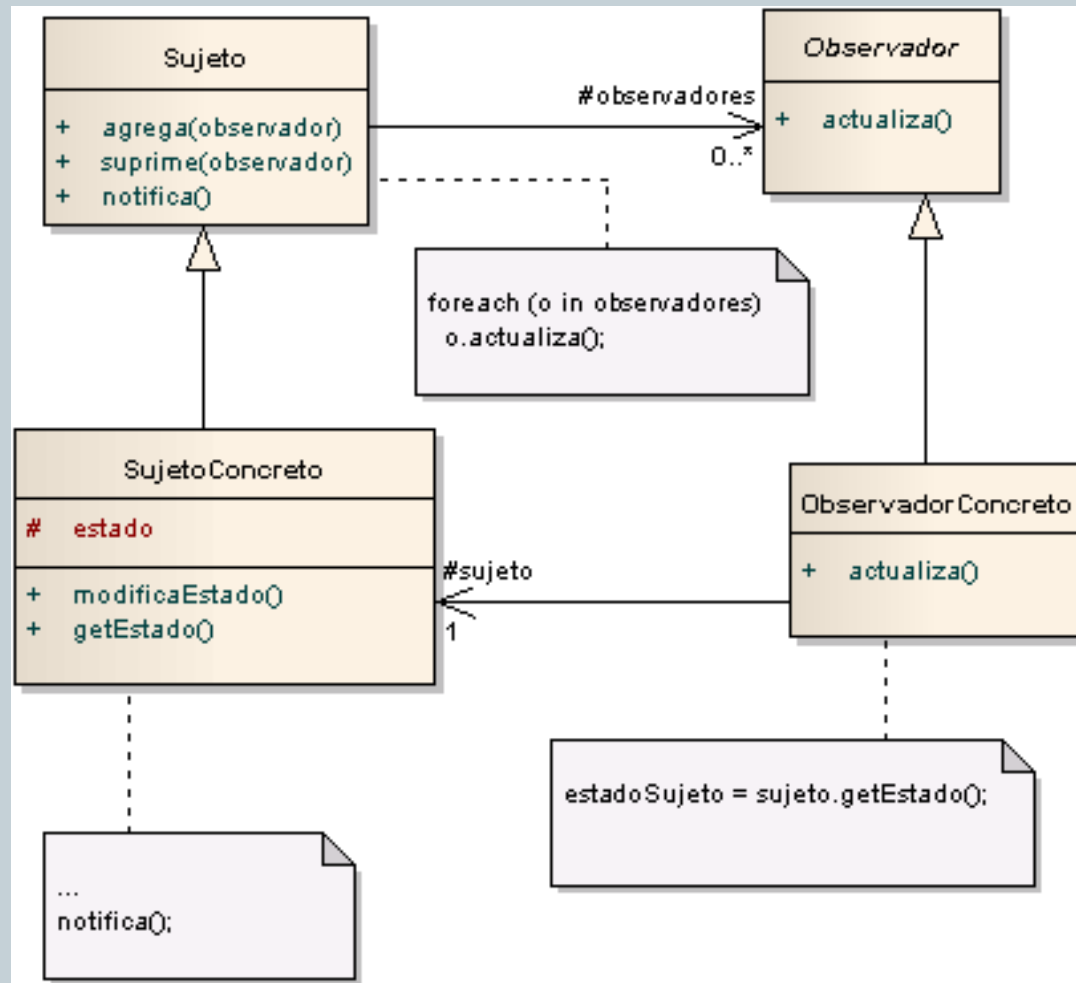 Sujeto
+ agrega(observador)
+ suprime(observador)
+ notifica()
#observadores
0..*
Observador
+ actualiza()
foreach (o in observadores)
o.actualiza();
SujetoConcreto
# estado
+ modificaEstado()
+ getEstado()
#sujeto
1
ObservadorConcreto
+ actualiza()
estadoSujeto = sujeto.getEstado();
...
notifica();